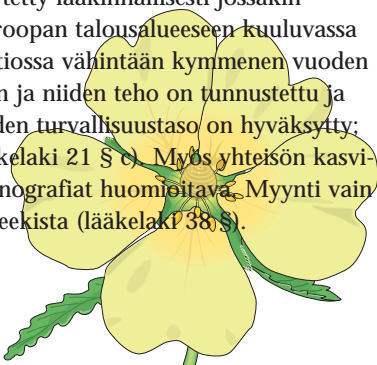 tetty lääkinnällisesti jossakin
roopan talousalueeseen kuuluvassa
tiossa vähintään kymmenen vuoden
n ja niiden teho on tunnustettu ja
den turvallisuustaso on hyväksytty;
kelaki 21 § c). Myös yhteisön kasvi-
nografiat huomioitava. Myynti vain
eekista (lääkelaki 38 §).